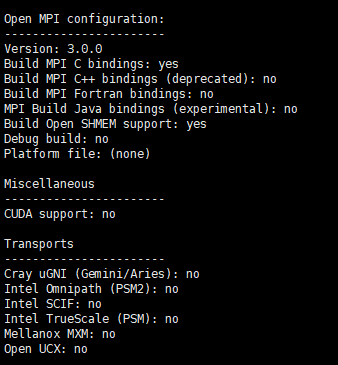 Open MPI configuration:
-----------------------
Version: 3.0.0
Build MPI C bindings: yes
Build MPI C++ bindings (deprecated): no
Build MPI Fortran bindings: no
MPI Build Java bindings (experimental): no
Build Open SHMEM support: yes
Debug build: no
Platform file: (none)
Miscellaneous
-----------------------
CUDA support: no
Transports
-----------------------
Cray uGNI (Gemini/Aries): no
Intel Omnipath (PSM2): no
Intel SCIF: no
Intel TrueScale (PSM): no
Mellanox MXM: no
Open UCX: no